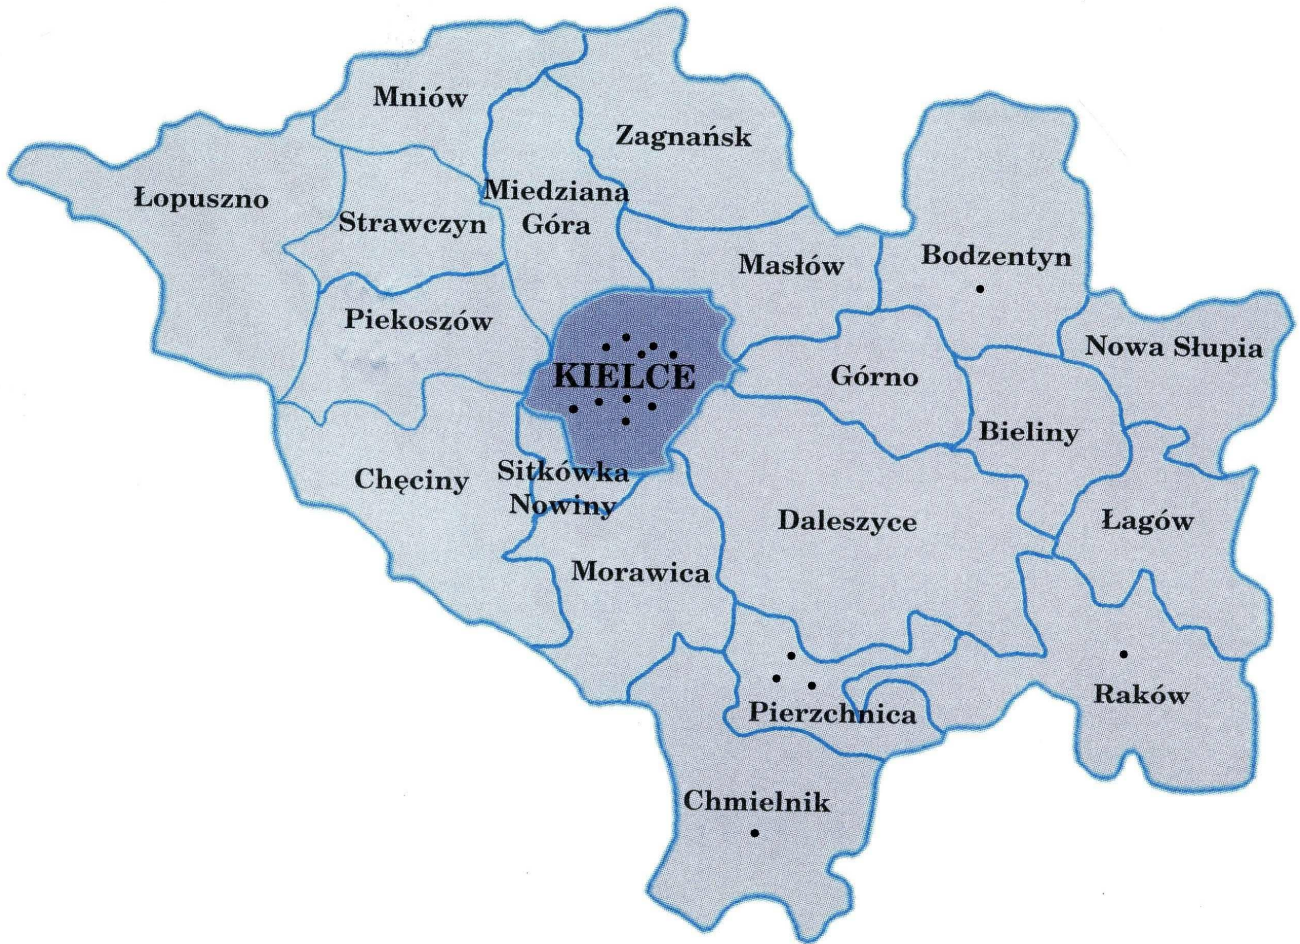 Mniów
Zagnańsk
Łopuszno
Miedziana
Góra
Strawczyn
Masłów
Bodzentyn
Piekoszów
Nowa Słupia
KIELCE
Górno
Bieliny
Chęciny
Sitkówka
Nowiny
Daleszyce
Łagów
Morawica
Raków
Pierzchnica
Chmielnik